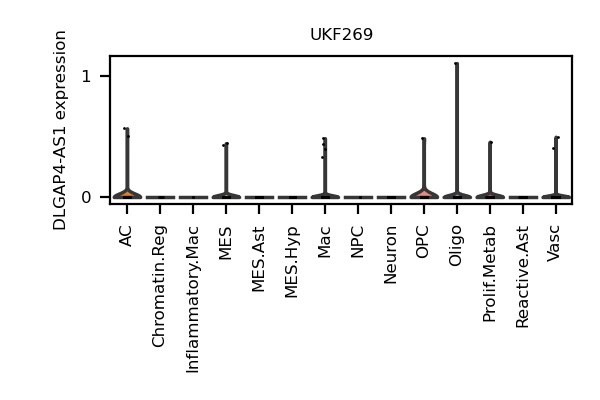 UKF269
DLGAP4-AS1 expression
1
0
AC
Chromatin.Reg
Inflammatory.Mac
MES
MES.Ast
MES.Hyp
Mac
NPC
Neuron
OPC
Oligo
Prolif.Metab
Reactive.Ast
Vasc